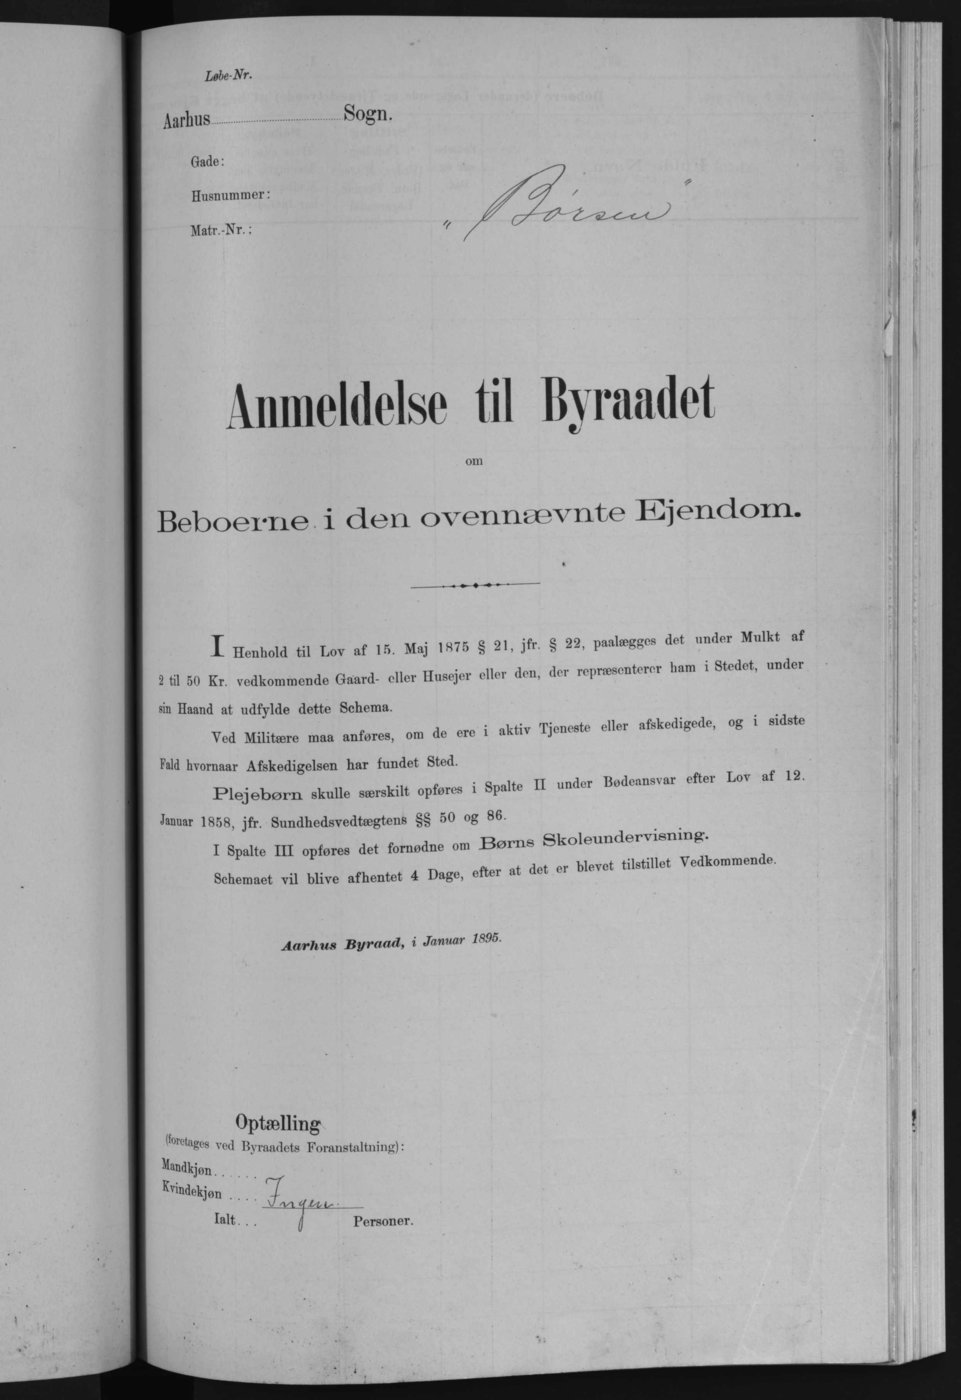 Løbe-Nr.
Aarhus Sogn.
Gade:
Husnummer:
Matr.-Nr.:
„ Børsen "
Anmeldelse til Byraadet
om
Beboerne i den ovennævnte Ejendom.
I Henhold til Lov af 15. Maj 1875 § 21, jfr. § 22, paalægges det under Mulkt af
2 til 50 Kr. vedkommende Gaard- eller Husejer eller den, der repræsenterer ham i Stedet, under
sin Haand at udfylde dette Schema.
Ved Militære maa anføres, om de ere i aktiv Tjeneste eller afskedigede, og i sidste
Fald hvornaar Afskedigelsen har fundet Sted.
Plejebørn skulle særskilt opføres i Spalte II under Bødeansvar efter Lov af 12.
Januar 1858, jfr. Sundhedsvedtægtens §§ 50 og 86.
I Spalte III opføres det fornødne om Børns Skoleundervisning.
Schemaet vil blive afhentet 4 Dage, efter at det er blevet tilstillet Vedkommende.
Aarhus Byraad, i Januar 1895.
Optælling
(foretages ved Byraadets Foranstaltning):
Mandkjøn......
Kvindekjøn .... Ingen
Ialt... Personer.